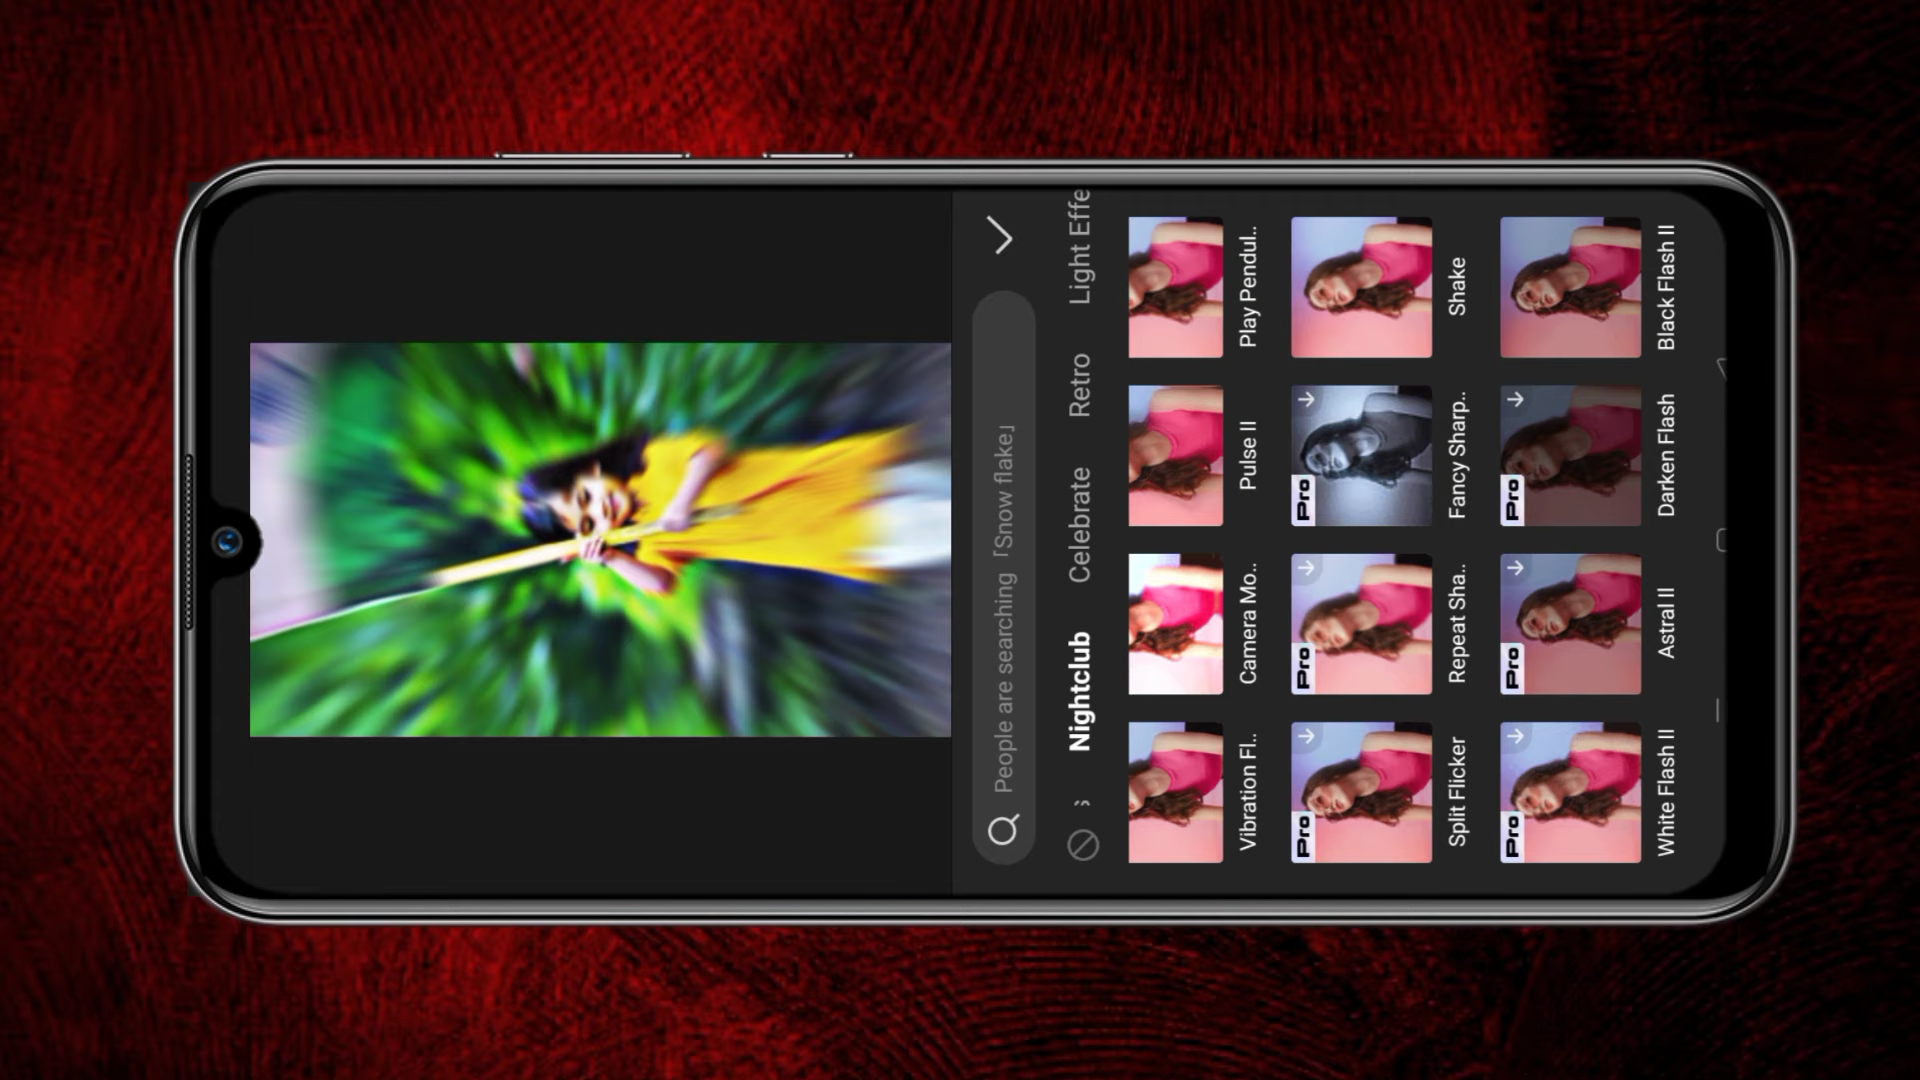 People are searching「Snow flake」
s Nightclub Celebrate Retro Light Effe
Vibration Fl.. Camera Mo.. Pulse II Play Pendul..
Pro Pro Pro
Split Flicker Repeat Sha.. Fancy Sharp.. Shake
Pro Pro Pro
White Flash II Astral II Darken Flash Black Flash II